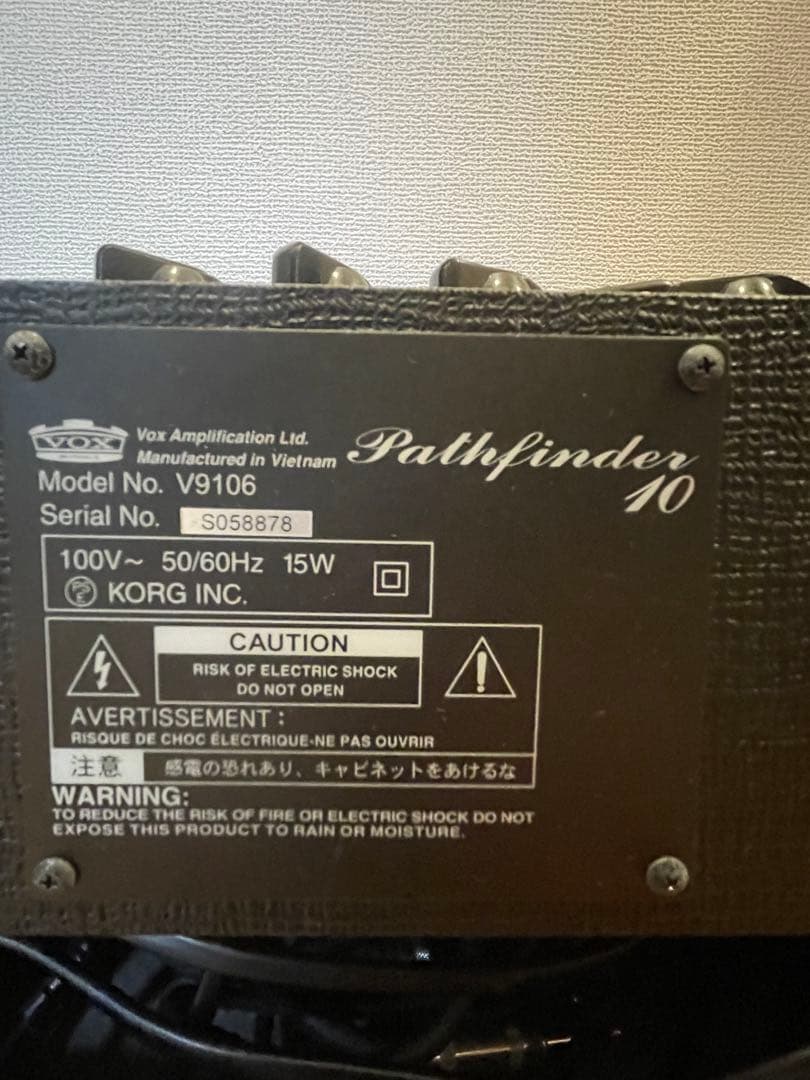 VOX
Vox Amplification Ltd.
Manufactured in Vietnam
Pathfinder
10
Model No. V9106
Serial No. S058878
100V~ 50/60Hz 15W
PSE KORG INC.
CAUTION
RISK OF ELECTRIC SHOCK
DO NOT OPEN
AVERTISSEMENT :
RISQUE DE CHOC ÉLECTRIQUE-NE PAS OUVRIR
注意 感電の恐れあり、キャビネットをあけるな
WARNING:
TO REDUCE THE RISK OF FIRE OR ELECTRIC SHOCK DO NOT
EXPOSE THIS PRODUCT TO RAIN OR MOISTURE.